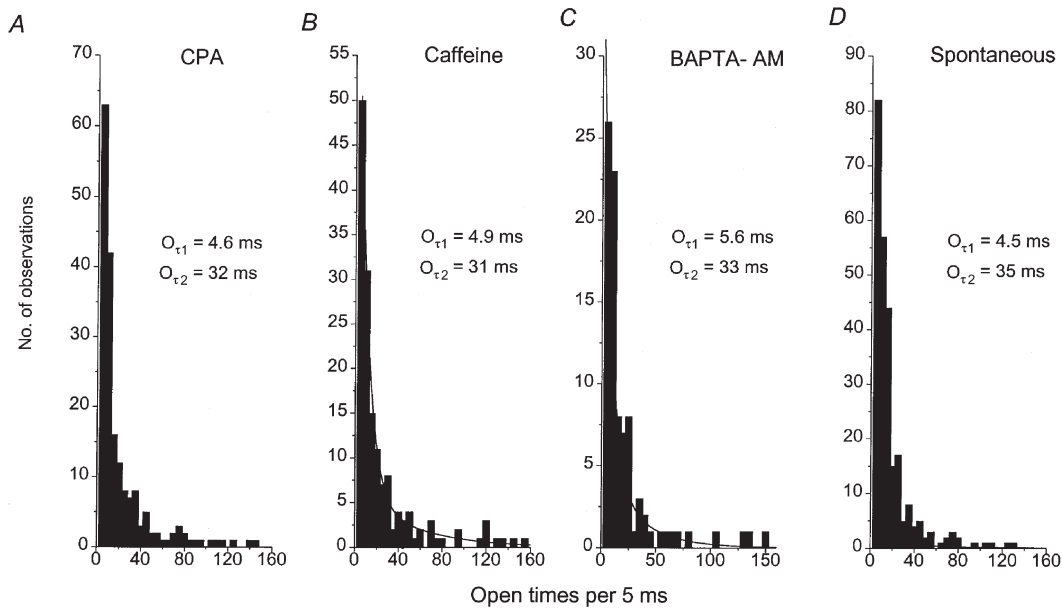 A
B
C
D
CPA
Caffeine
BAPTA- AM
Spontaneous
No. of observations
70
60
50
40
30
20
10
0
Oτ1 = 4.6 ms
Oτ2 = 32 ms
0 40 80 120 160
55
50
45
40
35
30
25
20
15
10
5
0
Oτ1 = 4.9 ms
Oτ2 = 31 ms
0 40 80 120 160
30
25
20
15
10
5
0
Oτ1 = 5.6 ms
Oτ2 = 33 ms
0 50 100 150
90
80
70
60
50
40
30
20
10
0
Oτ1 = 4.5 ms
Oτ2 = 35 ms
0 40 80 120 160
Open times per 5 ms